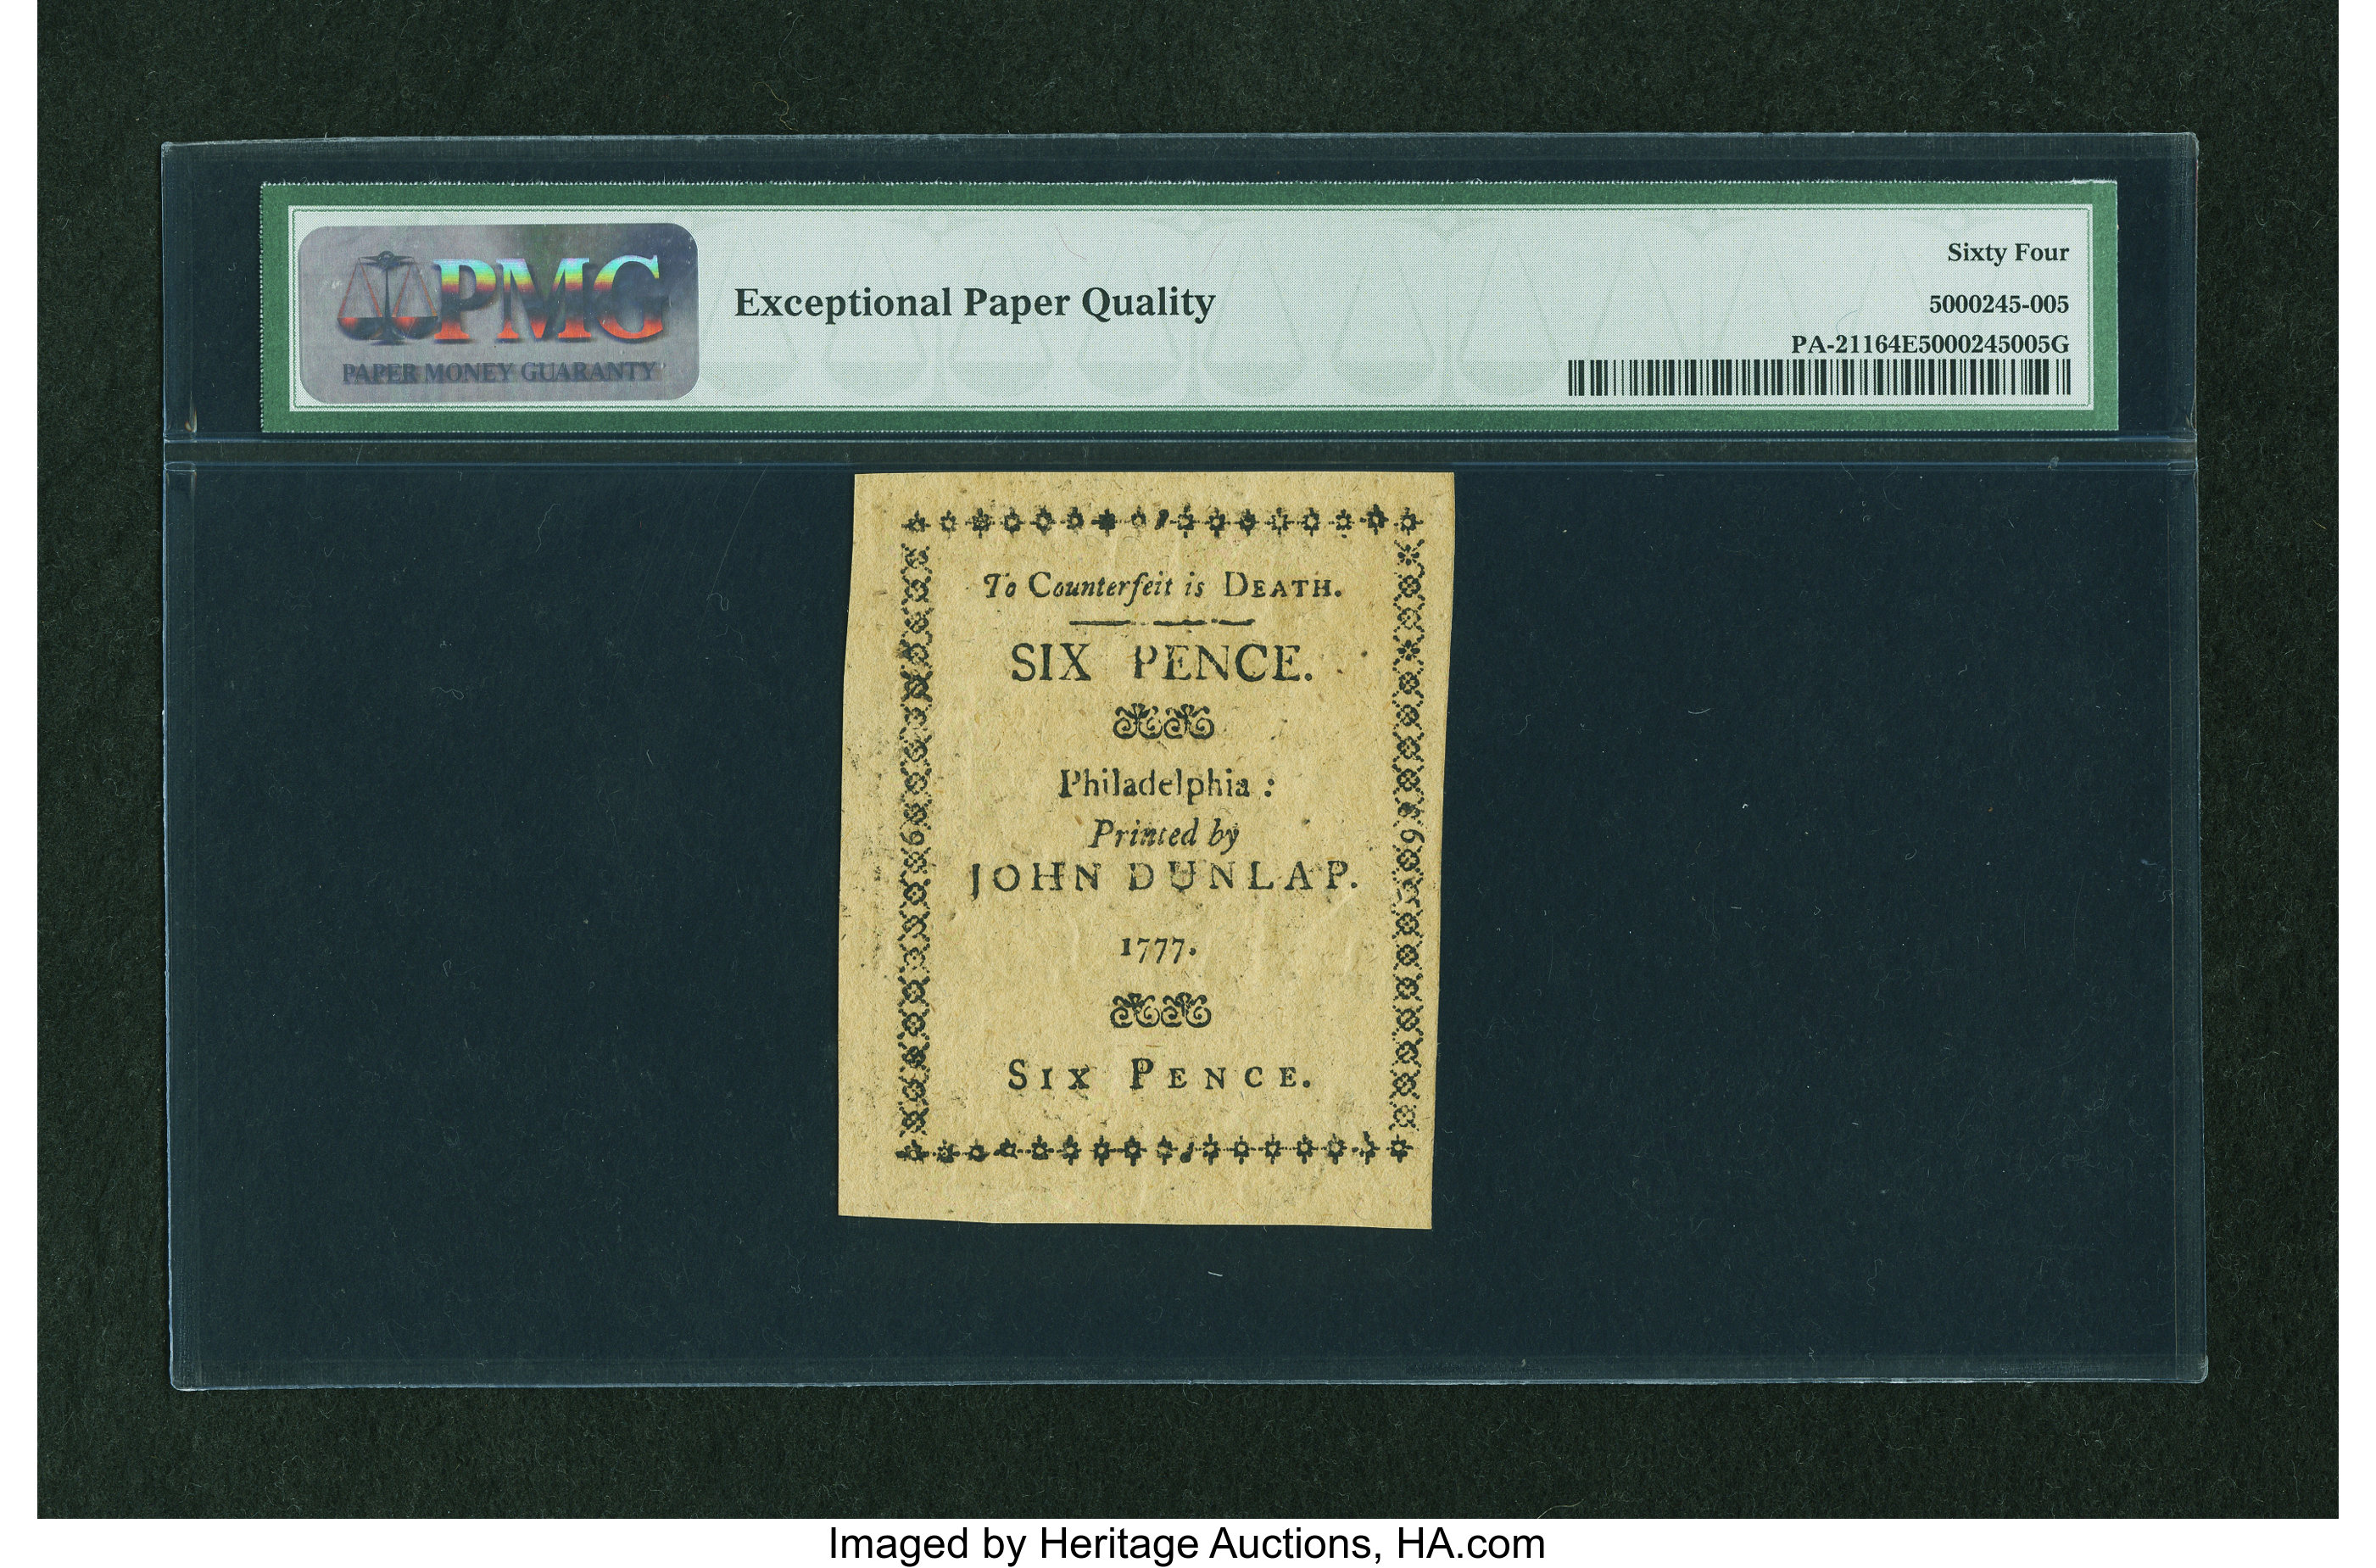 PMG
PAPER MONEY GUARANTY
Exceptional Paper Quality
Sixty Four
5000245-005
PA-21164E5000245005G
To Counterfeit is DEATH.
SIX PENCE.
Philadelphia :
Printed by
JOHN DUNLAP.
1777.
SIX PENCE.
Imaged by Heritage Auctions, HA.com